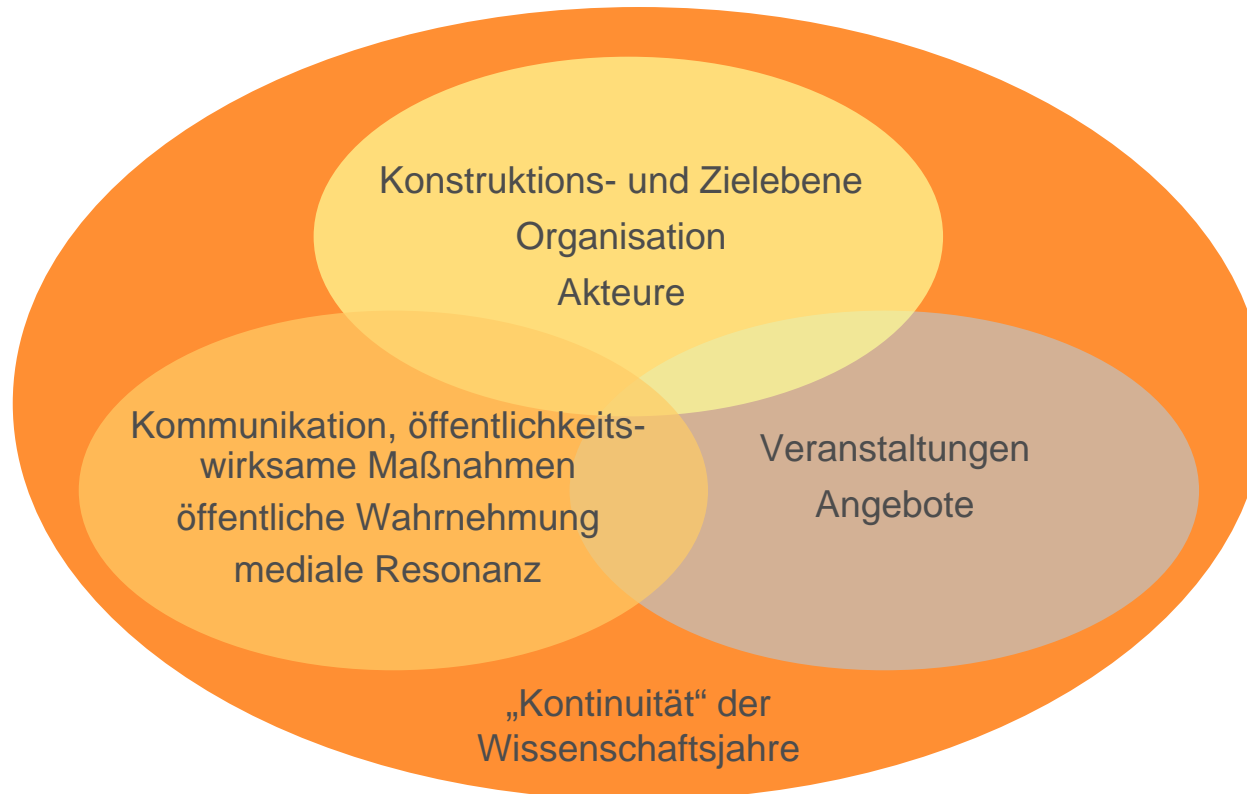 Konstruktions- und Zielebene
Organisation
Akteure
Kommunikation, öffentlichkeits-
wirksame Maßnahmen
öffentliche Wahrnehmung
mediale Resonanz
Veranstaltungen
Angebote
„Kontinuität“ der
Wissenschaftsjahre